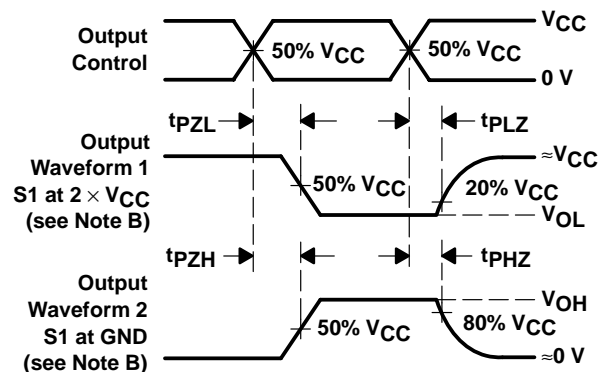 Output
Control
50% VCC
50% VCC
VCC
0 V
tPZL
tPLZ
Output
Waveform 1
S1 at 2 × VCC
(see Note B)
50% VCC
≈VCC
20% VCC
VOL
tPZH
tPHZ
Output
Waveform 2
S1 at GND
(see Note B)
50% VCC
VOH
80% VCC
≈0 V